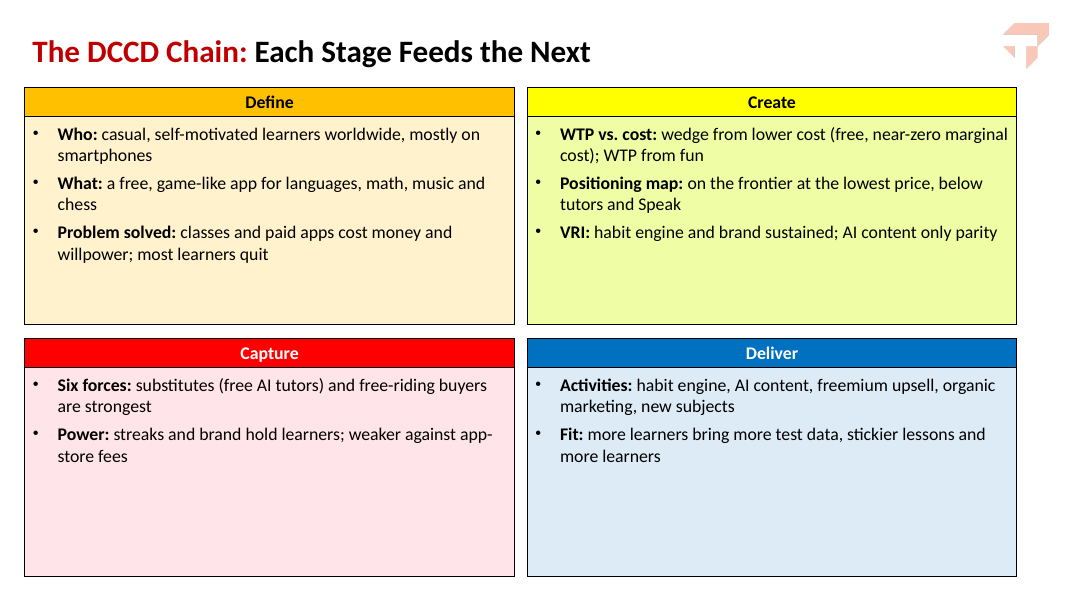 The DCCD Chain: Each Stage Feeds the Next
Define
• Who: casual, self-motivated learners worldwide, mostly on
smartphones
• What: a free, game-like app for languages, math, music and
chess
• Problem solved: classes and paid apps cost money and
willpower; most learners quit
Create
• WTP vs. cost: wedge from lower cost (free, near-zero marginal
cost); WTP from fun
• Positioning map: on the frontier at the lowest price, below
tutors and Speak
• VRI: habit engine and brand sustained; AI content only parity
Capture
• Six forces: substitutes (free AI tutors) and free-riding buyers
are strongest
• Power: streaks and brand hold learners; weaker against app-
store fees
Deliver
• Activities: habit engine, AI content, freemium upsell, organic
marketing, new subjects
• Fit: more learners bring more test data, stickier lessons and
more learners